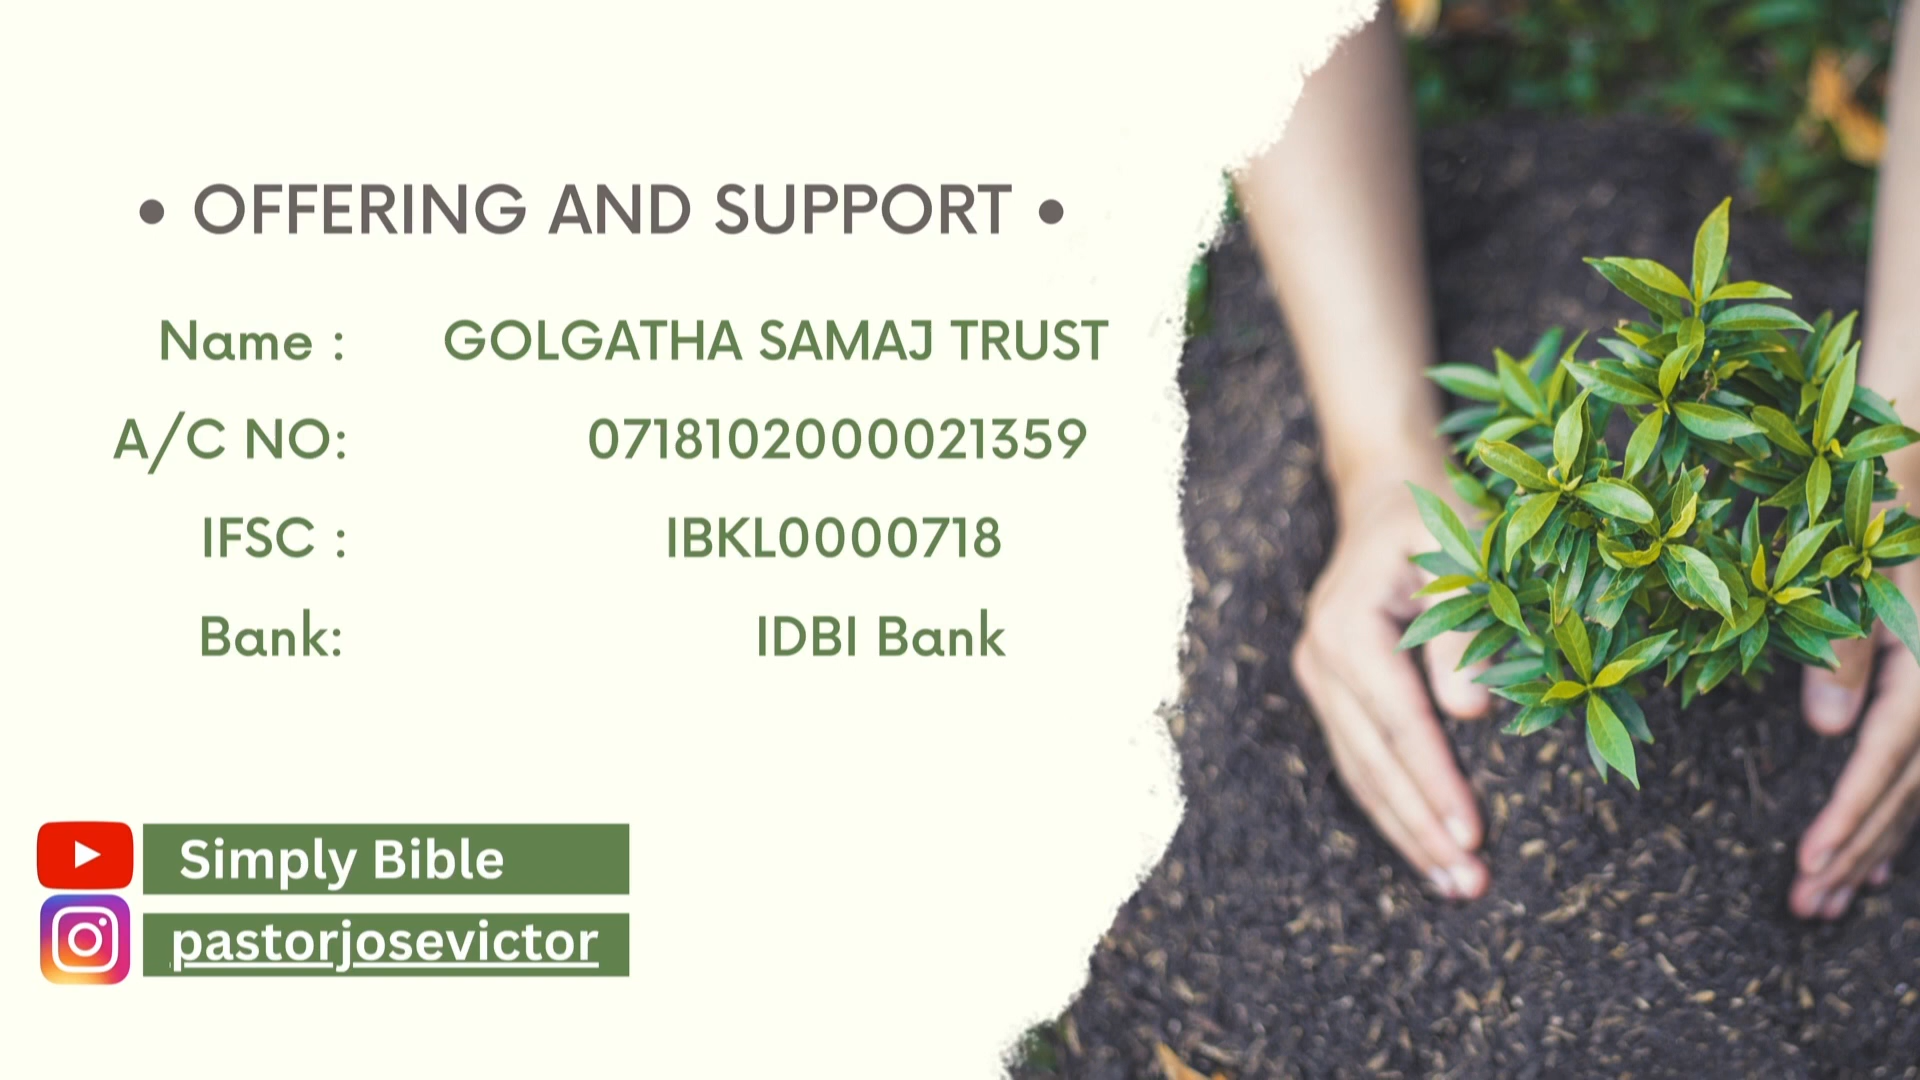 • OFFERING AND SUPPORT •
Name : GOLGATHA SAMAJ TRUST
A/C NO: 0718102000021359
IFSC : IBKL0000718
Bank: IDBI Bank
Simply Bible
pastorjosevictor